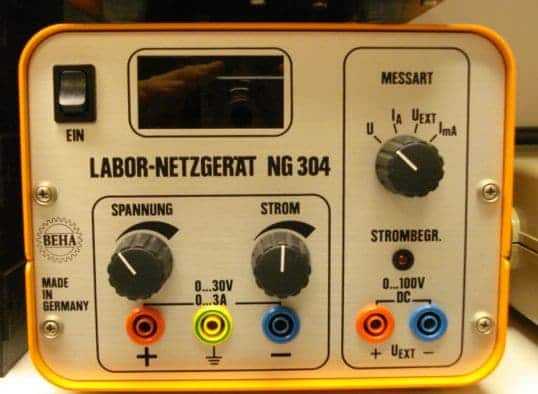 EIN
LABOR-NETZGERÄT NG 304
SPANNUNG
STROM
BEHA
MADE
IN
GERMANY
0...30V
0...3A
+
−
MESSART
U
IA
UEXT
ImA
STROMBEGR.
0...100V
DC
+ UEXT −